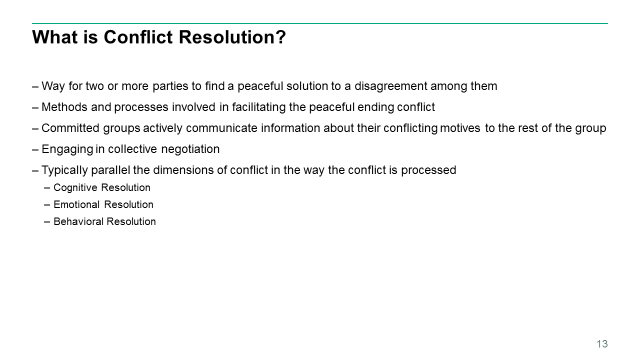 What is Conflict Resolution?
– Way for two or more parties to find a peaceful solution to a disagreement among them
– Methods and processes involved in facilitating the peaceful ending conflict
– Committed groups actively communicate information about their conflicting motives to the rest of the group
– Engaging in collective negotiation
– Typically parallel the dimensions of conflict in the way the conflict is processed
– Cognitive Resolution
– Emotional Resolution
– Behavioral Resolution
13